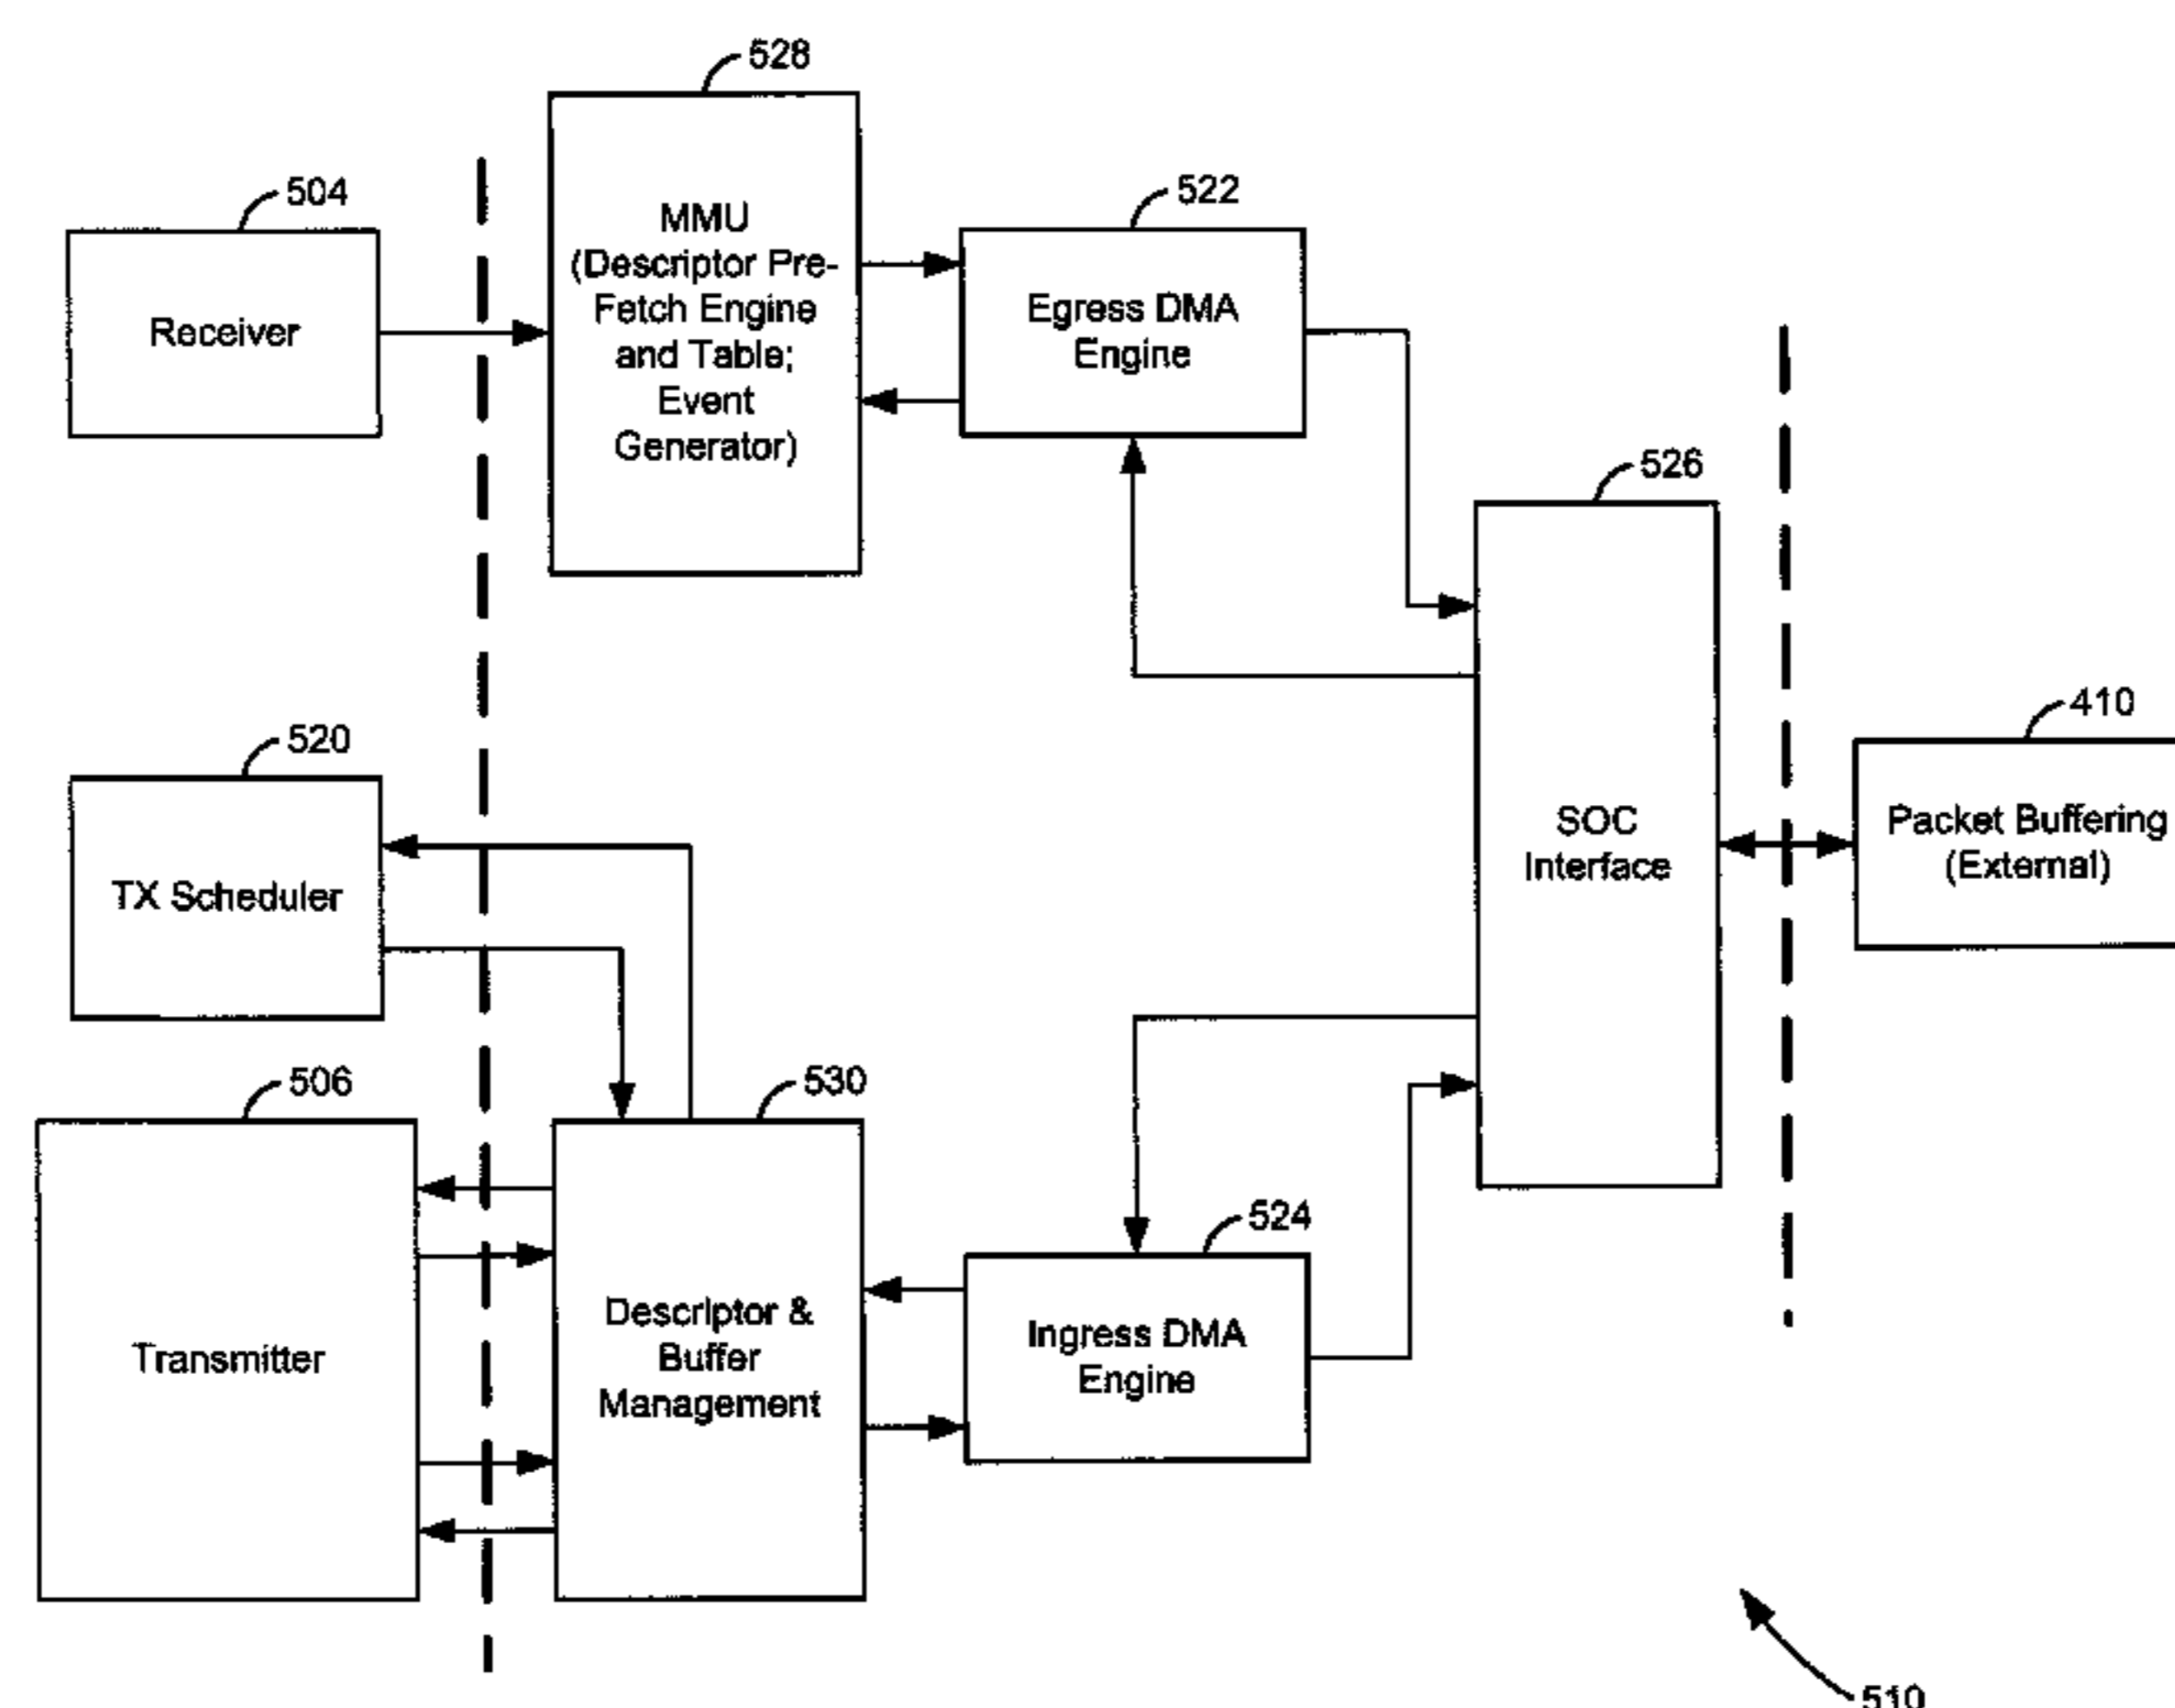 528
504
522
MMU
(Descriptor Pre-
Fetch Engine
and Table;
Event
Generator)
Receiver
Egress DMA
Engine
526
520
410
TX Scheduler
SOC
Interface
Packet Buffering
(External)
506
530
524
Transmitter
Descriptor &
Buffer
Management
Ingress DMA
Engine
510